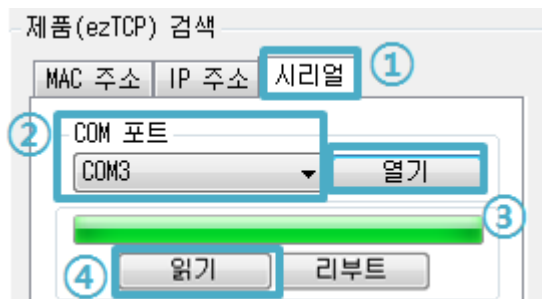 제품(ezTCP) 검색
MAC 주소 IP 주소 시리얼 ①
② COM 포트
COM3 열기
③
④ 읽기 리부트